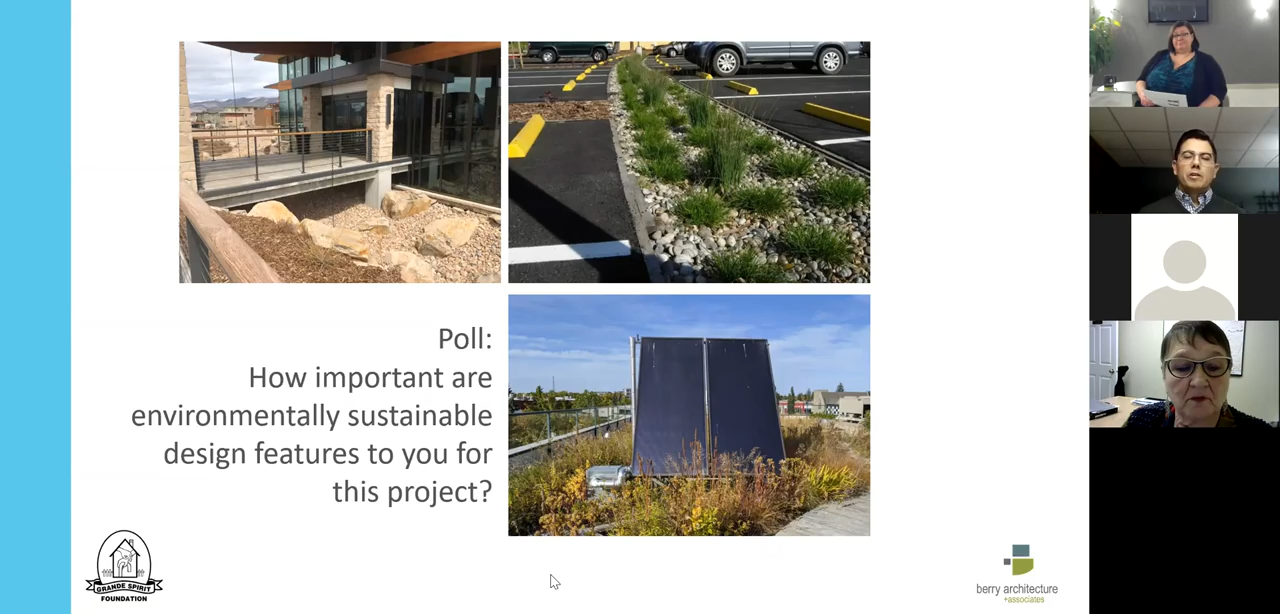 Poll:
How important are
environmentally sustainable
design features to you for
this project?
GRANDE SPIRIT
FOUNDATION
berry architecture
+associates